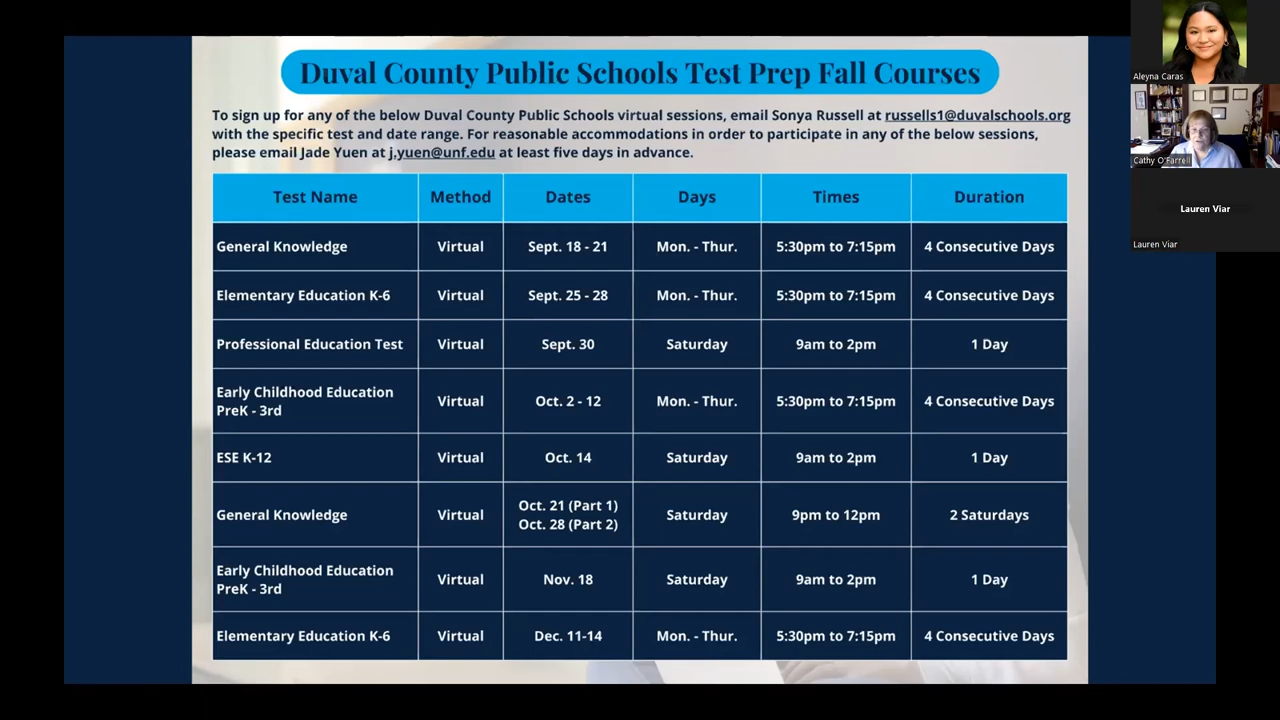 Duval County Public Schools Test Prep Fall Courses
To sign up for any of the below Duval County Public Schools virtual sessions, email Sonya Russell at russells1@duvalschools.org
with the specific test and date range. For reasonable accommodations in order to participate in any of the below sessions,
please email Jade Yuen at j.yuen@unf.edu at least five days in advance.
Test Name Method Dates Days Times Duration
General Knowledge Virtual Sept. 18 - 21 Mon. - Thur. 5:30pm to 7:15pm 4 Consecutive Days
Elementary Education K-6 Virtual Sept. 25 - 28 Mon. - Thur. 5:30pm to 7:15pm 4 Consecutive Days
Professional Education Test Virtual Sept. 30 Saturday 9am to 2pm 1 Day
Early Childhood Education
PreK - 3rd Virtual Oct. 2 - 12 Mon. - Thur. 5:30pm to 7:15pm 4 Consecutive Days
ESE K-12 Virtual Oct. 14 Saturday 9am to 2pm 1 Day
General Knowledge Virtual Oct. 21 (Part 1)
Oct. 28 (Part 2) Saturday 9pm to 12pm 2 Saturdays
Early Childhood Education
PreK - 3rd Virtual Nov. 18 Saturday 9am to 2pm 1 Day
Elementary Education K-6 Virtual Dec. 11-14 Mon. - Thur. 5:30pm to 7:15pm 4 Consecutive Days
Aleyna Caras
Cathy O'Farrell
Lauren Viar
Lauren Viar